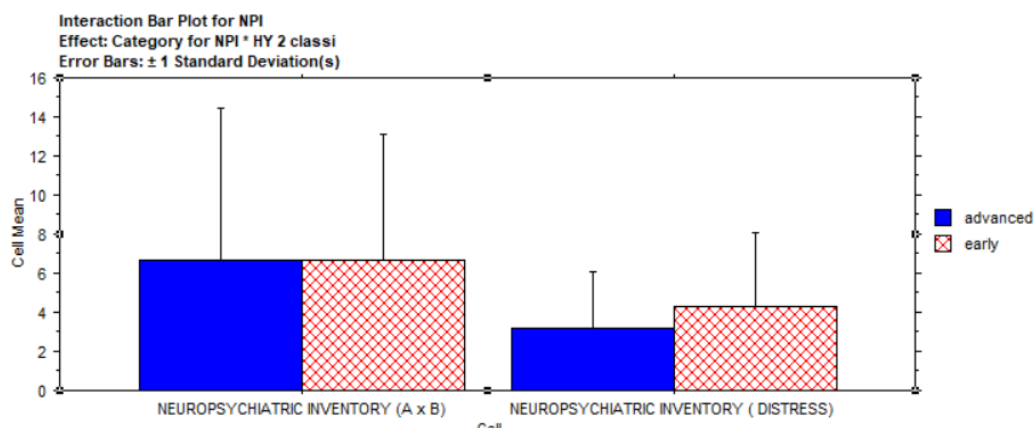 Interaction Bar Plot for NPI
Effect: Category for NPI * HY 2 classi
Error Bars: ± 1 Standard Deviation(s)
16
14
12
10
8
6
4
2
0
Cell Mean
advanced
early
NEUROPSYCHIATRIC INVENTORY (A x B)
NEUROPSYCHIATRIC INVENTORY ( DISTRESS)
Cell